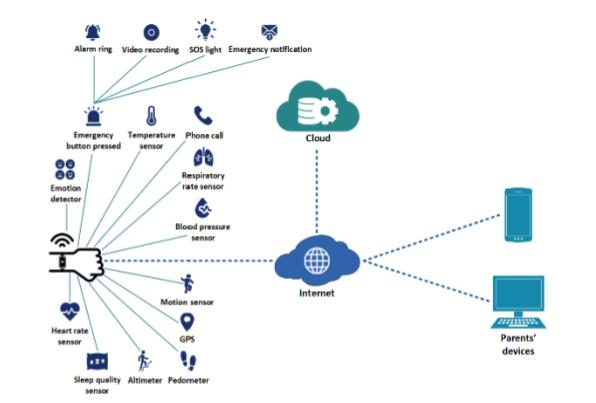 Alarm ring
Video recording
SOS light
Emergency notification
Emergency
button pressed
Temperature
sensor
Phone call
Cloud
Respiratory
rate sensor
Emotion
detector
Blood pressure
sensor
Internet
Motion sensor
Heart rate
sensor
GPS
Parents'
devices
Sleep quality
sensor
Altimeter
Pedometer